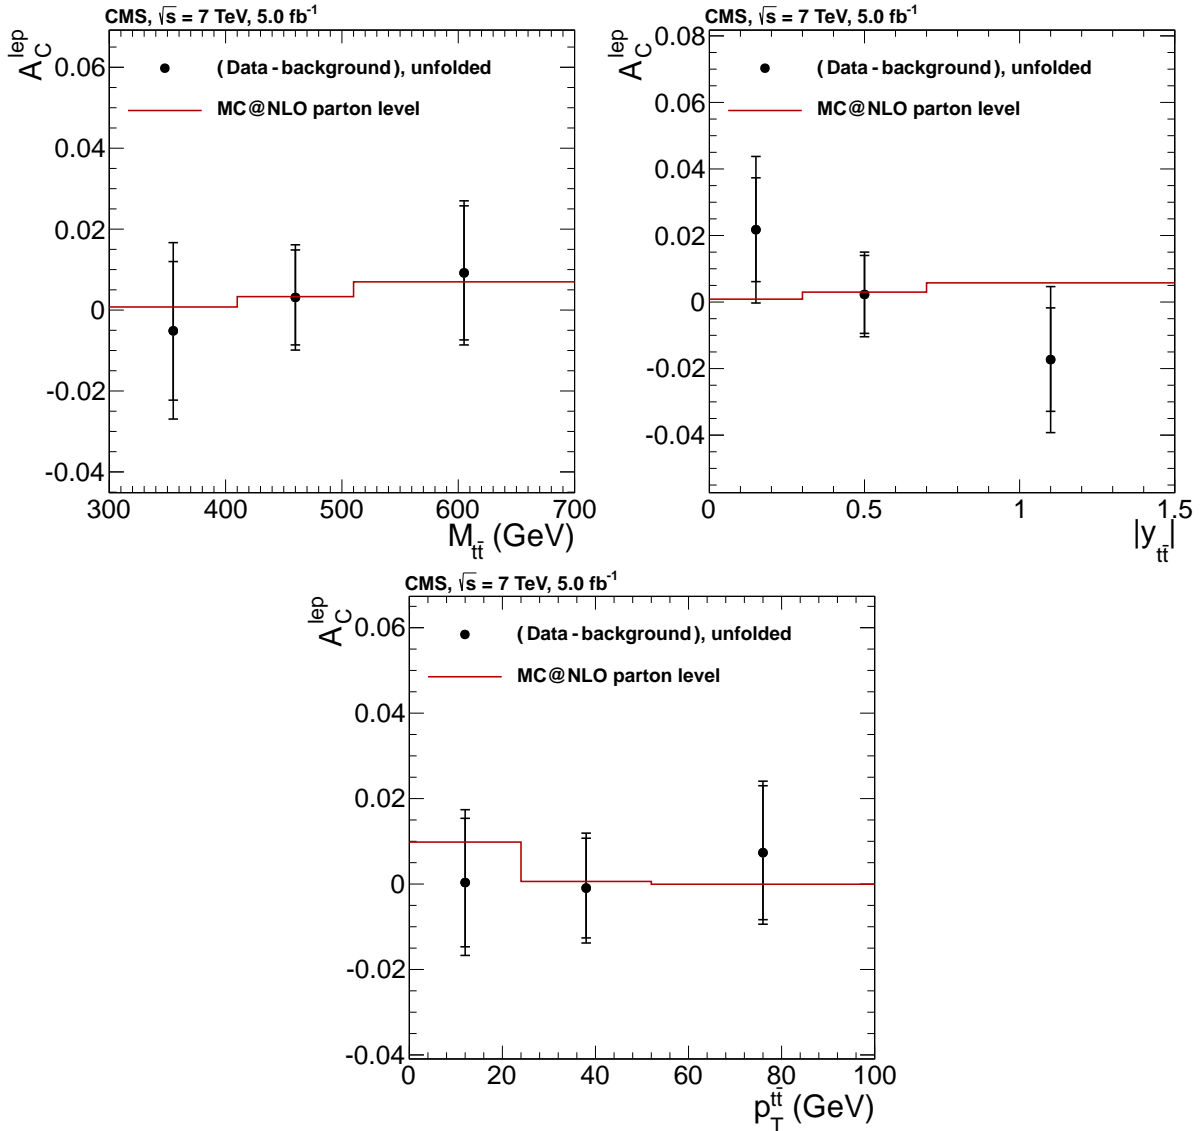 CMS, √s = 7 TeV, 5.0 fb⁻¹
A_C^lep
(Data-background), unfolded
MC@NLO parton level
0.06
0.04
0.02
0
-0.02
-0.04
300 400 500 600 700
M_tt̄ (GeV)
CMS, √s = 7 TeV, 5.0 fb⁻¹
A_C^lep
(Data-background), unfolded
MC@NLO parton level
0.08
0.06
0.04
0.02
0
-0.02
-0.04
0 0.5 1 1.5
|y_tt̄|
CMS, √s = 7 TeV, 5.0 fb⁻¹
A_C^lep
(Data-background), unfolded
MC@NLO parton level
0.06
0.04
0.02
0
-0.02
-0.04
0 20 40 60 80 100
p_T^tt̄ (GeV)